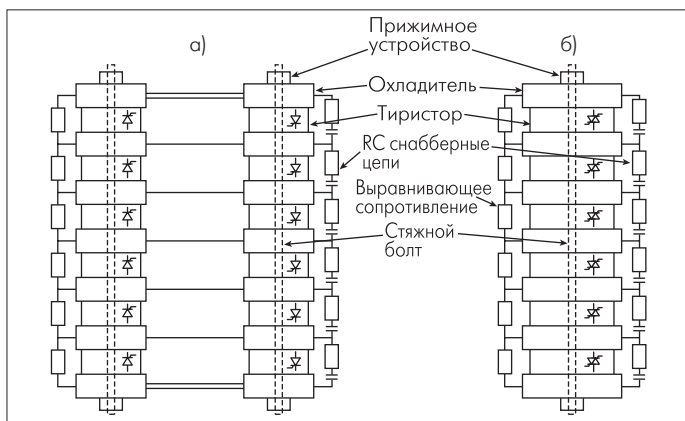 Прижимное
устройство
а)
б)
Охладитель
Тиристор
RC снабберные
цепи
Выравнивающее
сопротивление
Стяжной
болт